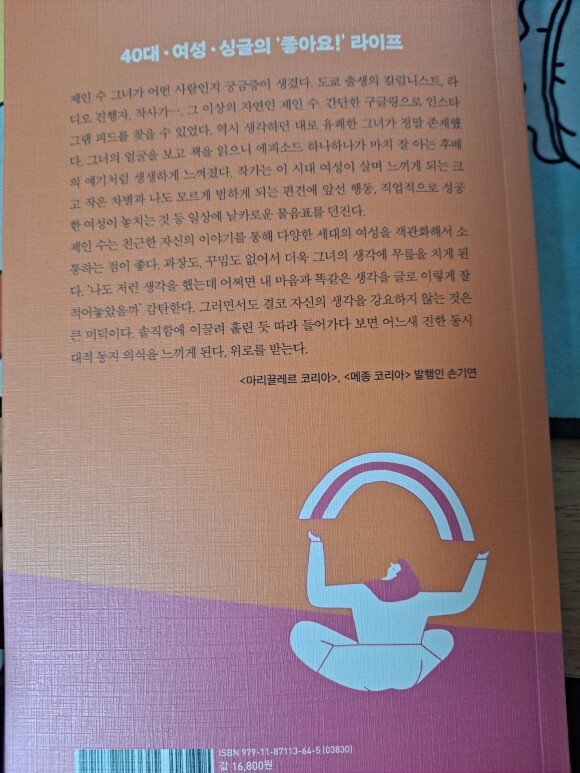 40대·여성·싱글의 ‘좋아요!’ 라이프
제인 수 그녀가 어떤 사람인지 궁금증이 생겼다. 도쿄 출생의 칼럼니스트, 라
디오 진행자, 작사가…, 그 이상의 자연인 제인 수. 간단한 구글링으로 인스타
그램 피드를 찾을 수 있었다. 역시 생각하던 대로 유쾌한 그녀가 정말 존재했
다. 그녀의 얼굴을 보고 책을 읽으니 에피소드 하나하나가 마치 잘 아는 후배
의 얘기처럼 생생하게 느껴졌다. 작가는 이 시대 여성이 살며 느끼게 되는 크
고 작은 차별과 나도 모르게 범하게 되는 편견에 앞선 행동, 직업적으로 성공
한 여성이 놓치는 것 등 일상에 날카로운 물음표를 던진다.
제인 수는 친근한 자신의 이야기를 통해 다양한 세대의 여성을 객관화해서 소
통하는 점이 좋다. 과장도, 꾸밈도 없어서 더욱 그녀의 생각에 무릎을 치게 된
다. ‘나도 저런 생각을 했는데 어쩌면 내 마음과 똑같은 생각을 글로 이렇게 잘
적어놓았을까’ 감탄한다. 그러면서도 결코 자신의 생각을 강요하지 않는 것은
큰 미덕이다. 솔직함에 이끌려 홀린 듯 따라 들어가다 보면 어느새 진한 동시
대적 동지 의식을 느끼게 된다, 위로를 받는다.
<마리끌레르 코리아>, <메종 코리아> 발행인 손기연
ISBN 979-11-87113-64-5 (03830)
값 16,800원